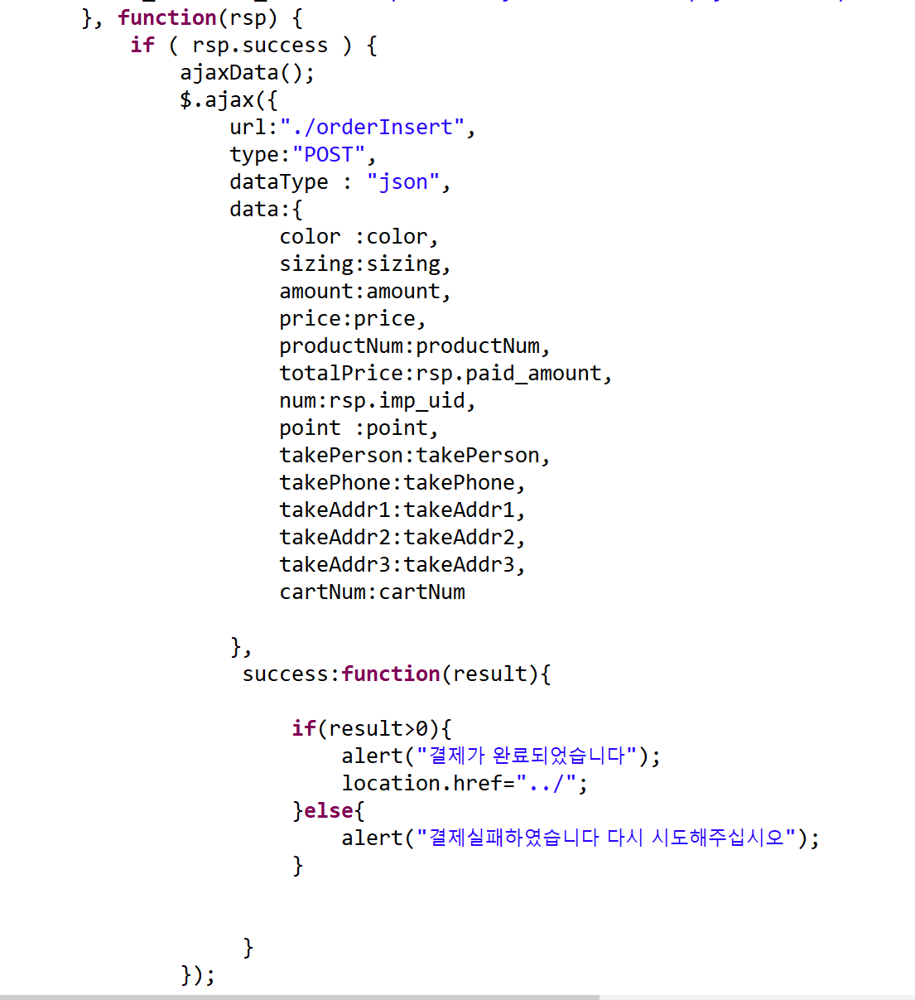 }, function(rsp) {
if ( rsp.success ) {
ajaxData();
$.ajax({
url:"./orderInsert",
type:"POST",
dataType : "json",
data:{
color :color,
sizing:sizing,
amount:amount,
price:price,
productNum:productNum,
totalPrice:rsp.paid_amount,
num:rsp.imp_uid,
point :point,
takePerson:takePerson,
takePhone:takePhone,
takeAddr1:takeAddr1,
takeAddr2:takeAddr2,
takeAddr3:takeAddr3,
cartNum:cartNum
},
success:function(result){
if(result>0){
alert("결제가 완료되었습니다");
location.href="../";
}else{
alert("결제실패하였습니다 다시 시도해주십시오");
}
}
});